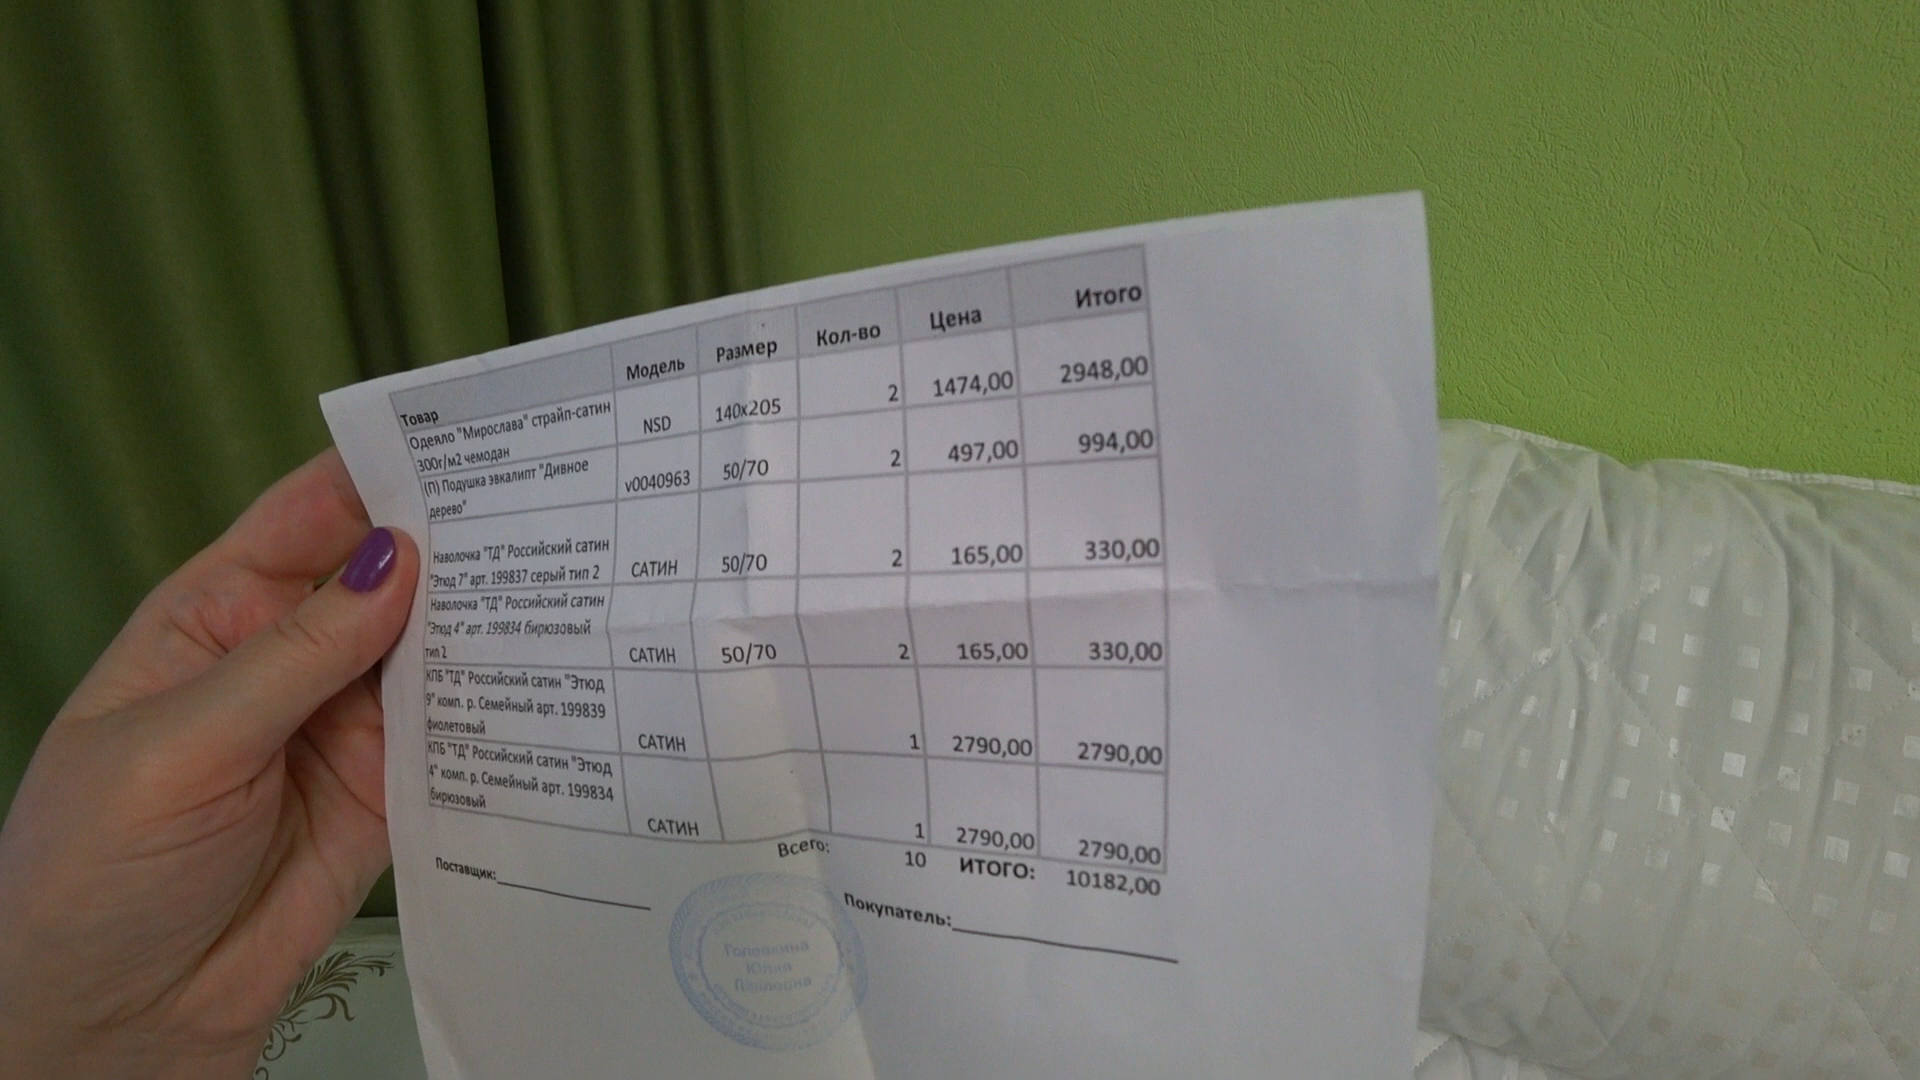 Товар Модель Размер Кол-во Цена Итого
Одеяло "Мирослава" страйп-сатин
300г/м2 чемодан NSD 140x205 2 1474,00 2948,00
(П) Подушка эвкалипт "Дивное
дерево" v0040963 50/70 2 497,00 994,00
Наволочка "ТД" Российский сатин
"Этюд 7" арт. 199837 серый тип 2 САТИН 50/70 2 165,00 330,00
Наволочка "ТД" Российский сатин
"Этюд 4" арт. 199834 бирюзовый
тип 2 САТИН 50/70 2 165,00 330,00
КПБ "ТД" Российский сатин "Этюд
9" комп. р. Семейный арт. 199839
фиолетовый САТИН 1 2790,00 2790,00
КПБ "ТД" Российский сатин "Этюд
4" комп. р. Семейный арт. 199834
бирюзовый САТИН 1 2790,00 2790,00
Всего: 10 ИТОГО: 10182,00
Поставщик: Покупатель:
Головкина
Юлия
Павловна